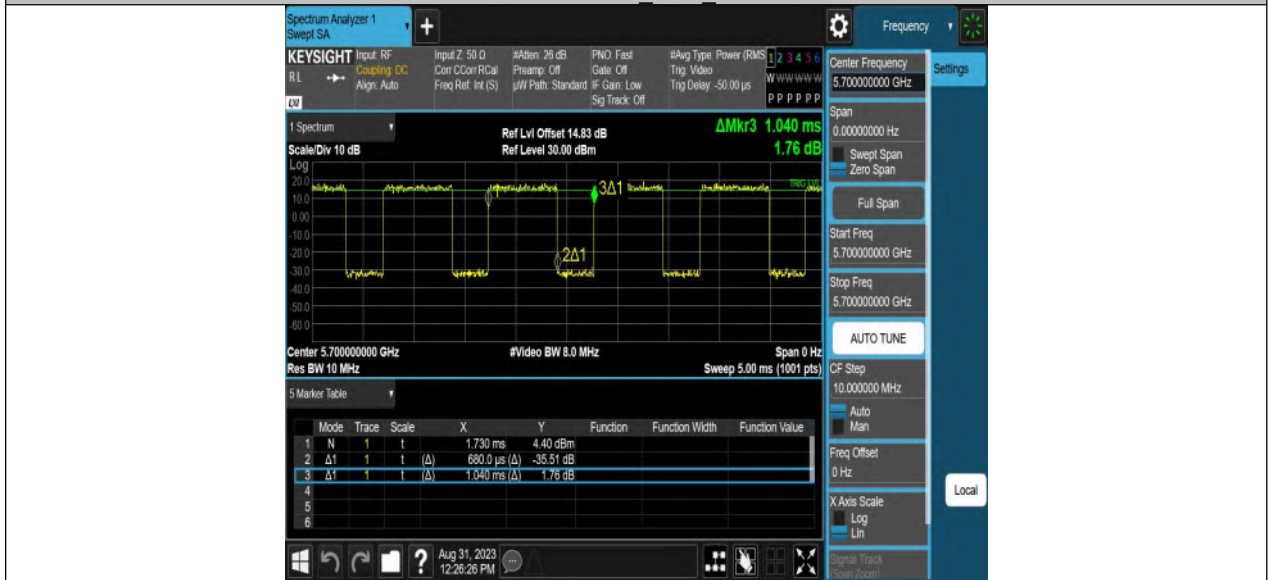 Spectrum Analyzer 1
Swept SA
+
Frequency
KEYSIGHT
RL
LXI
Input: RF
Coupling: DC
Align: Auto
Input Z: 50 Ω
Corr CCorr RCal
Freq Ref: Int (S)
#Atten: 26 dB
Preamp: Off
µW Path: Standard
PNO: Fast
Gate: Off
IF Gain: Low
Sig Track: Off
#Avg Type: Power (RMS
Trig: Video
Trig Delay: -50.00 µs
1 2 3 4 5 6
W W W W W W
P P P P P P
1 Spectrum
Scale/Div 10 dB
Ref Lvl Offset 14.83 dB
Ref Level 30.00 dBm
ΔMkr3 1.040 ms
1.76 dB
Log
20.0
10.0
0.00
-10.0
-20.0
-30.0
-40.0
-50.0
-60.0
1
3Δ1
2Δ1
Center 5.700000000 GHz
Res BW 10 MHz
#Video BW 8.0 MHz
Span 0 Hz
Sweep 5.00 ms (1001 pts)
5 Marker Table
Mode Trace Scale X Y Function Function Width Function Value
1 N 1 t 1.730 ms 4.40 dBm
2 Δ1 1 t (Δ) 680.0 µs (Δ) -35.51 dB
3 Δ1 1 t (Δ) 1.040 ms (Δ) 1.76 dB
4
5
6
?
Aug 31, 2023
12:26:26 PM
Center Frequency
5.700000000 GHz
Settings
Span
0.00000000 Hz
Swept Span
Zero Span
Full Span
Start Freq
5.700000000 GHz
Stop Freq
5.700000000 GHz
AUTO TUNE
CF Step
10.000000 MHz
Auto
Man
Freq Offset
0 Hz
X Axis Scale
Log
Lin
Signal Track
(Span Zoom)
Local